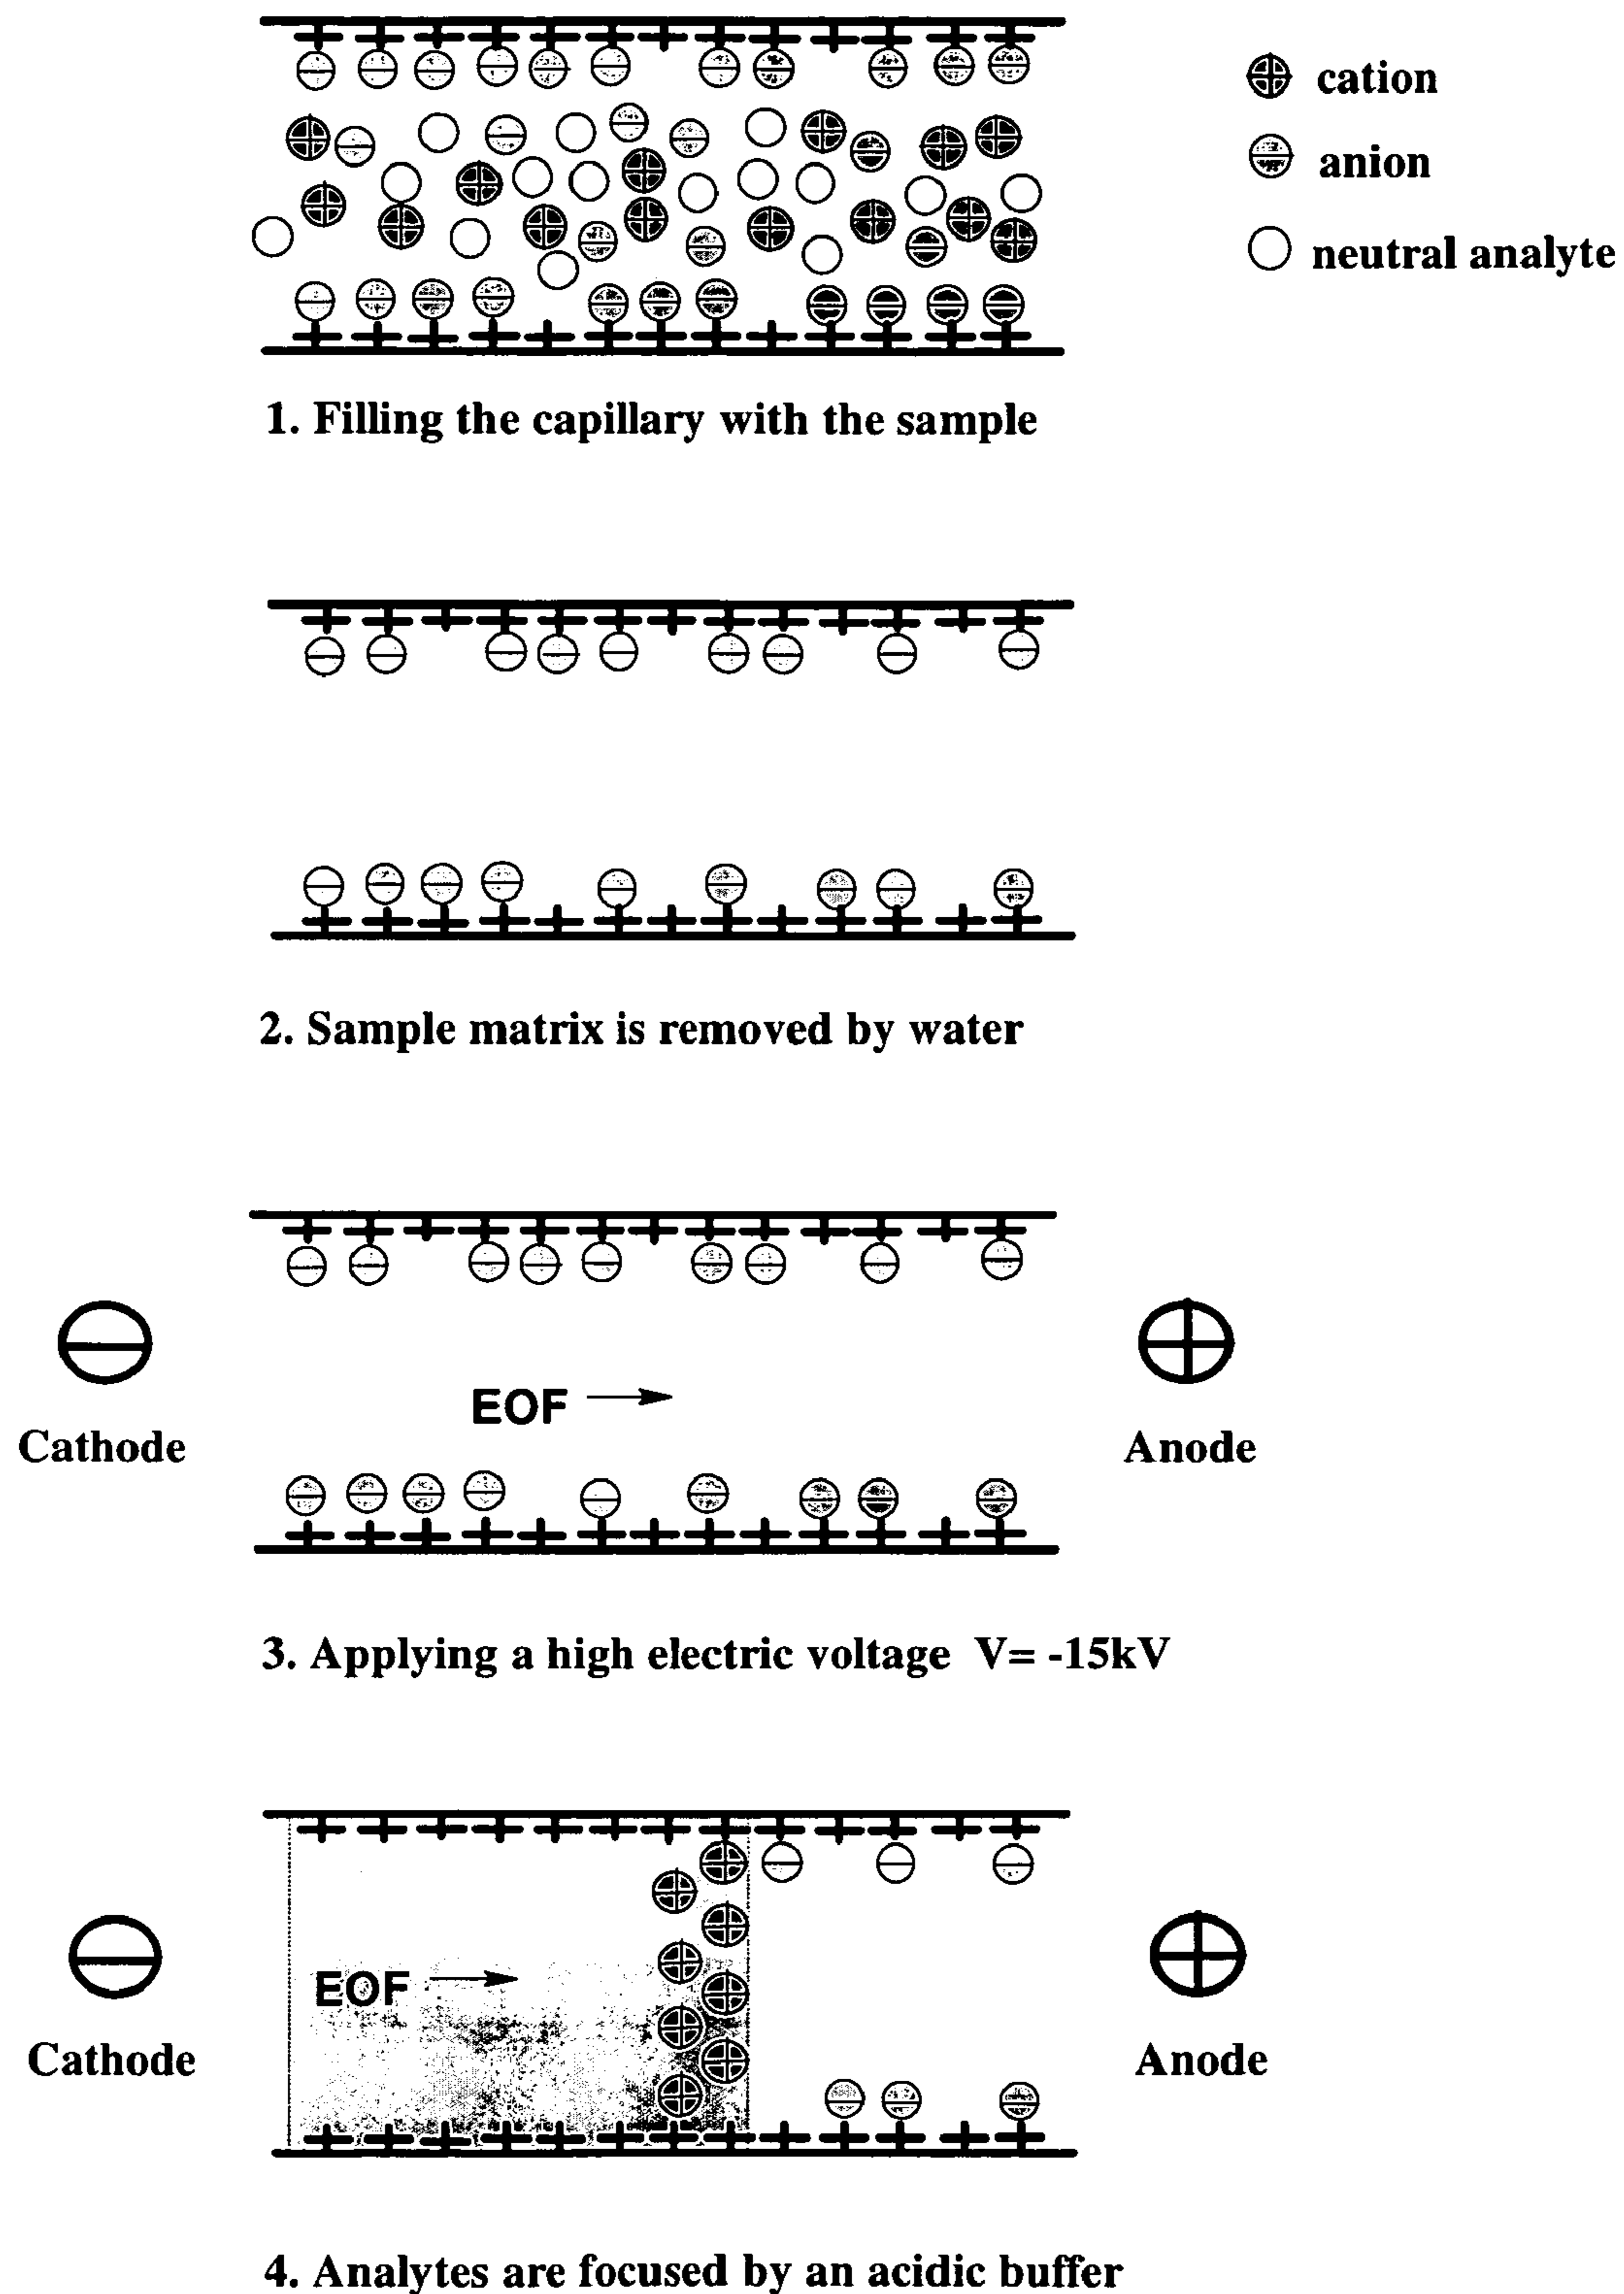 cation
anion
neutral analyte
1. Filling the capillary with the sample
2. Sample matrix is removed by water
EOF
Cathode
Anode
3. Applying a high electric voltage V= -15kV
EOF
Cathode
Anode
4. Analytes are focused by an acidic buffer